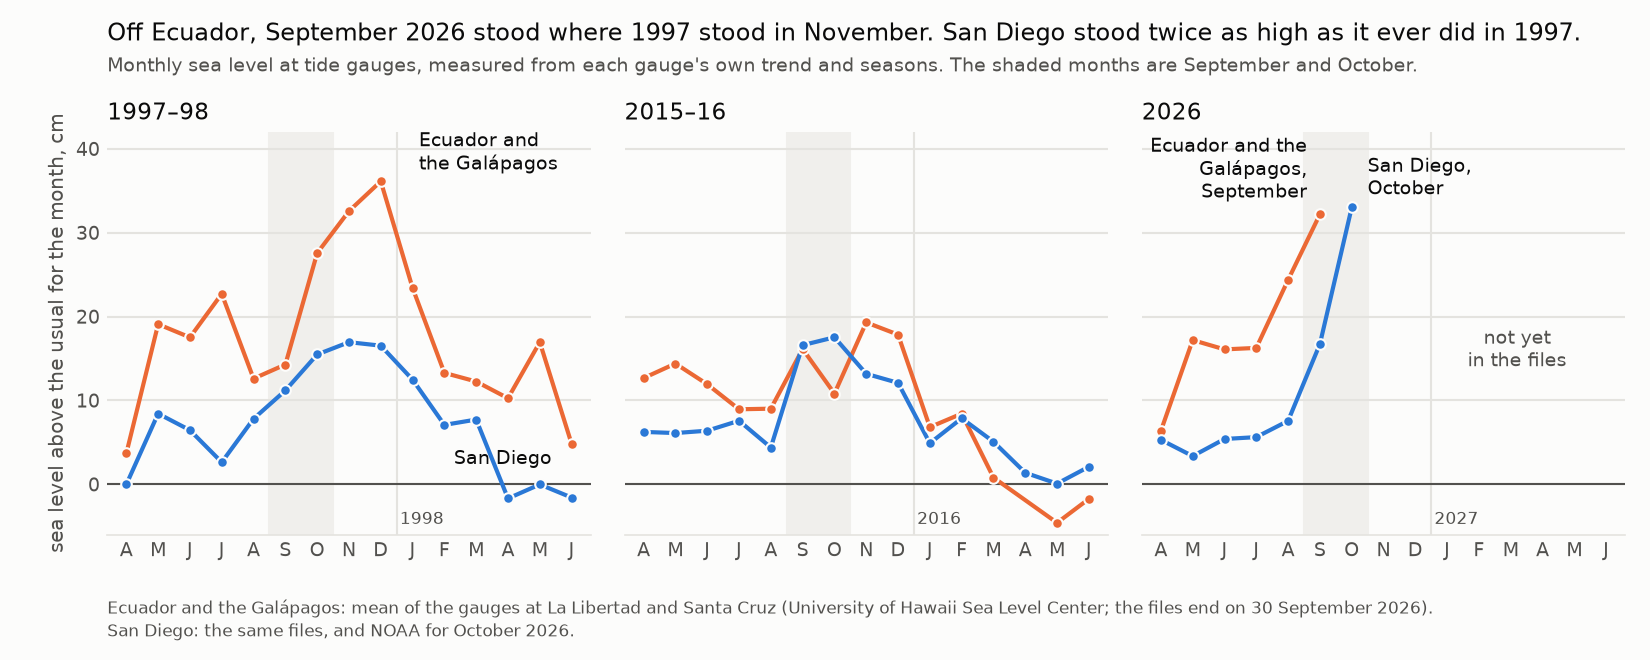 Off Ecuador, September 2026 stood where 1997 stood in November. San Diego stood twice as high as it ever did in 1997.
Monthly sea level at tide gauges, measured from each gauge's own trend and seasons. The shaded months are September and October.
sea level above the usual for the month, cm
1997–98
40
30
20
10
0
Ecuador and
the Galápagos
San Diego
1998
A M J J A S O N D J F M A M J
2015–16
2016
A M J J A S O N D J F M A M J
2026
Ecuador and the
Galápagos,
September
San Diego,
October
not yet
in the files
2027
A M J J A S O N D J F M A M J
Ecuador and the Galápagos: mean of the gauges at La Libertad and Santa Cruz (University of Hawaii Sea Level Center; the files end on 30 September 2026).
San Diego: the same files, and NOAA for October 2026.